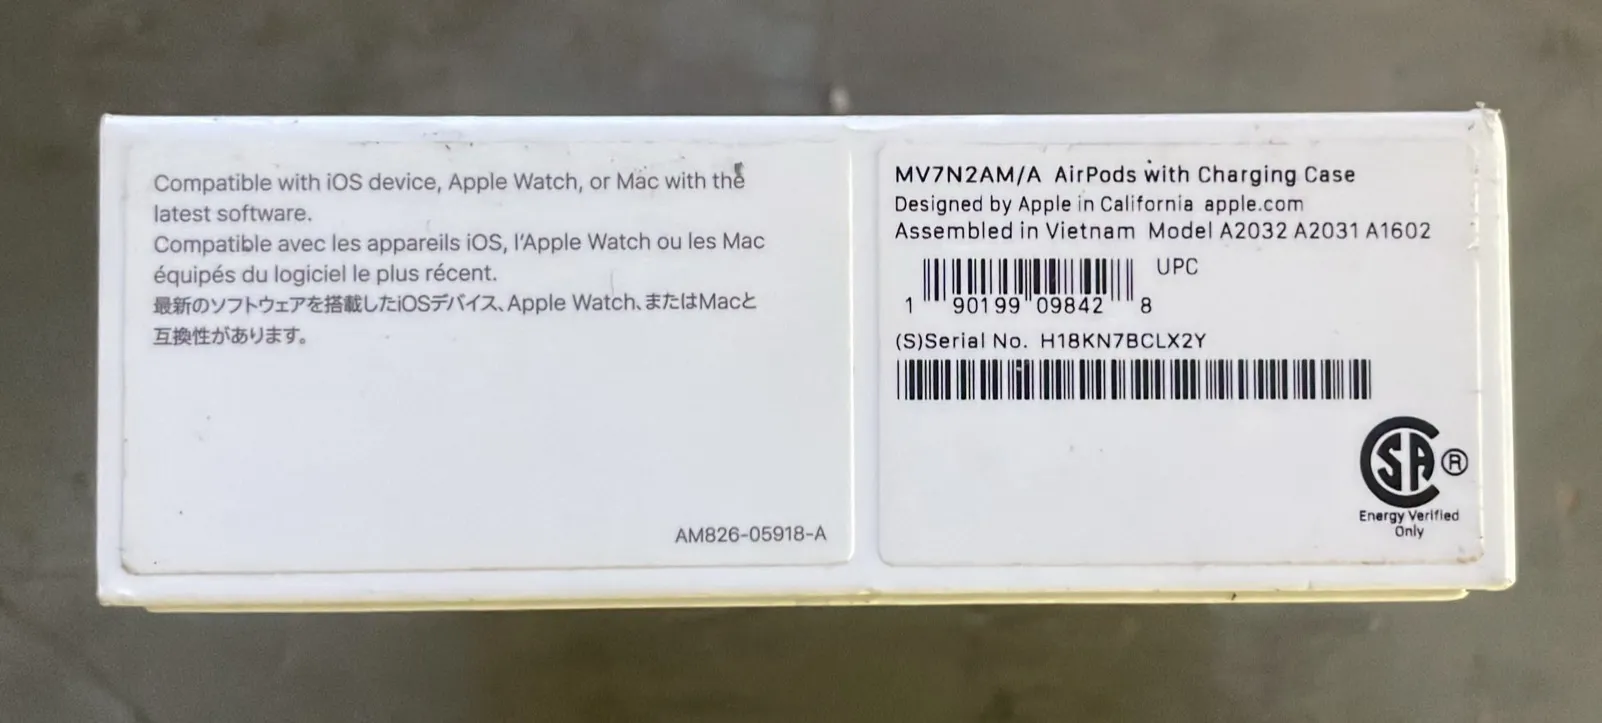 Compatible with iOS device, Apple Watch, or Mac with the
latest software.
Compatible avec les appareils iOS, l'Apple Watch ou les Mac
équipés du logiciel le plus récent.
最新のソフトウェアを搭載したiOSデバイス、Apple Watch、またはMacと
互換性があります。
AM826-05918-A
MV7N2AM/A AirPods with Charging Case
Designed by Apple in California apple.com
Assembled in Vietnam Model A2032 A2031 A1602
UPC
1 90199 09842 8
(S)Serial No. H18KN7BCLX2Y
CSA ®
Energy Verified
Only